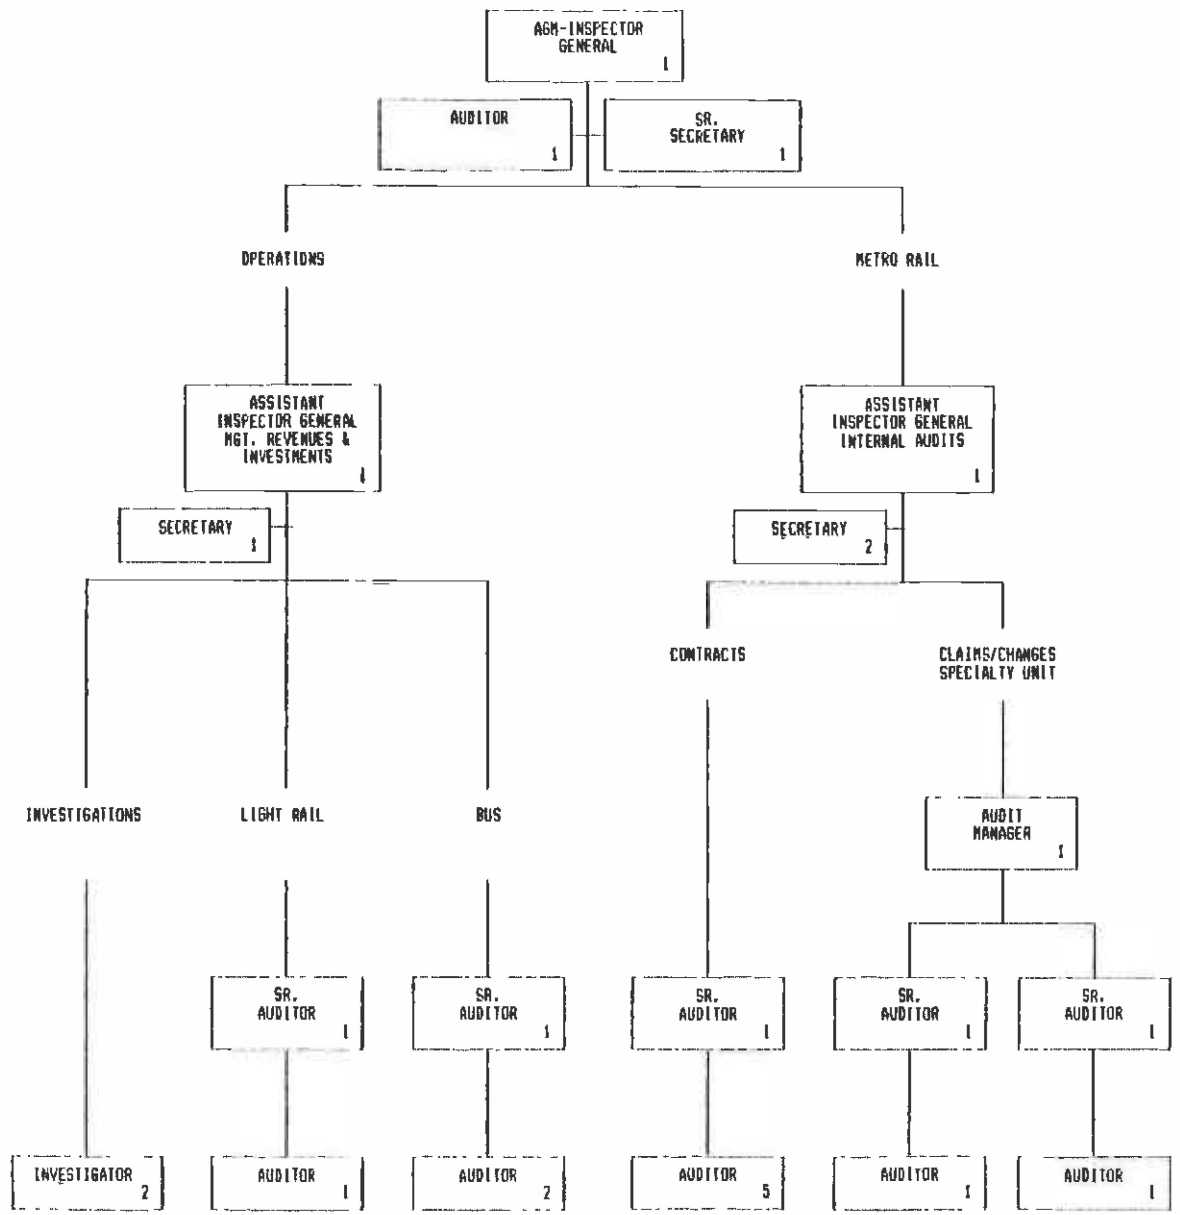 AGM-INSPECTOR
GENERAL
1
AUDITOR
1
SR.
SECRETARY
1
OPERATIONS
METRO RAIL
ASSISTANT
INSPECTOR GENERAL
MGT. REVENUES &
INVESTMENTS
1
ASSISTANT
INSPECTOR GENERAL
INTERNAL AUDITS
1
SECRETARY
1
SECRETARY
2
CONTRACTS
CLAIMS/CHANGES
SPECIALTY UNIT
INVESTIGATIONS
LIGHT RAIL
BUS
AUDIT
MANAGER
1
SR.
AUDITOR
1
SR.
AUDITOR
1
SR.
AUDITOR
1
SR.
AUDITOR
1
SR.
AUDITOR
1
INVESTIGATOR
2
AUDITOR
1
AUDITOR
2
AUDITOR
5
AUDITOR
1
AUDITOR
1